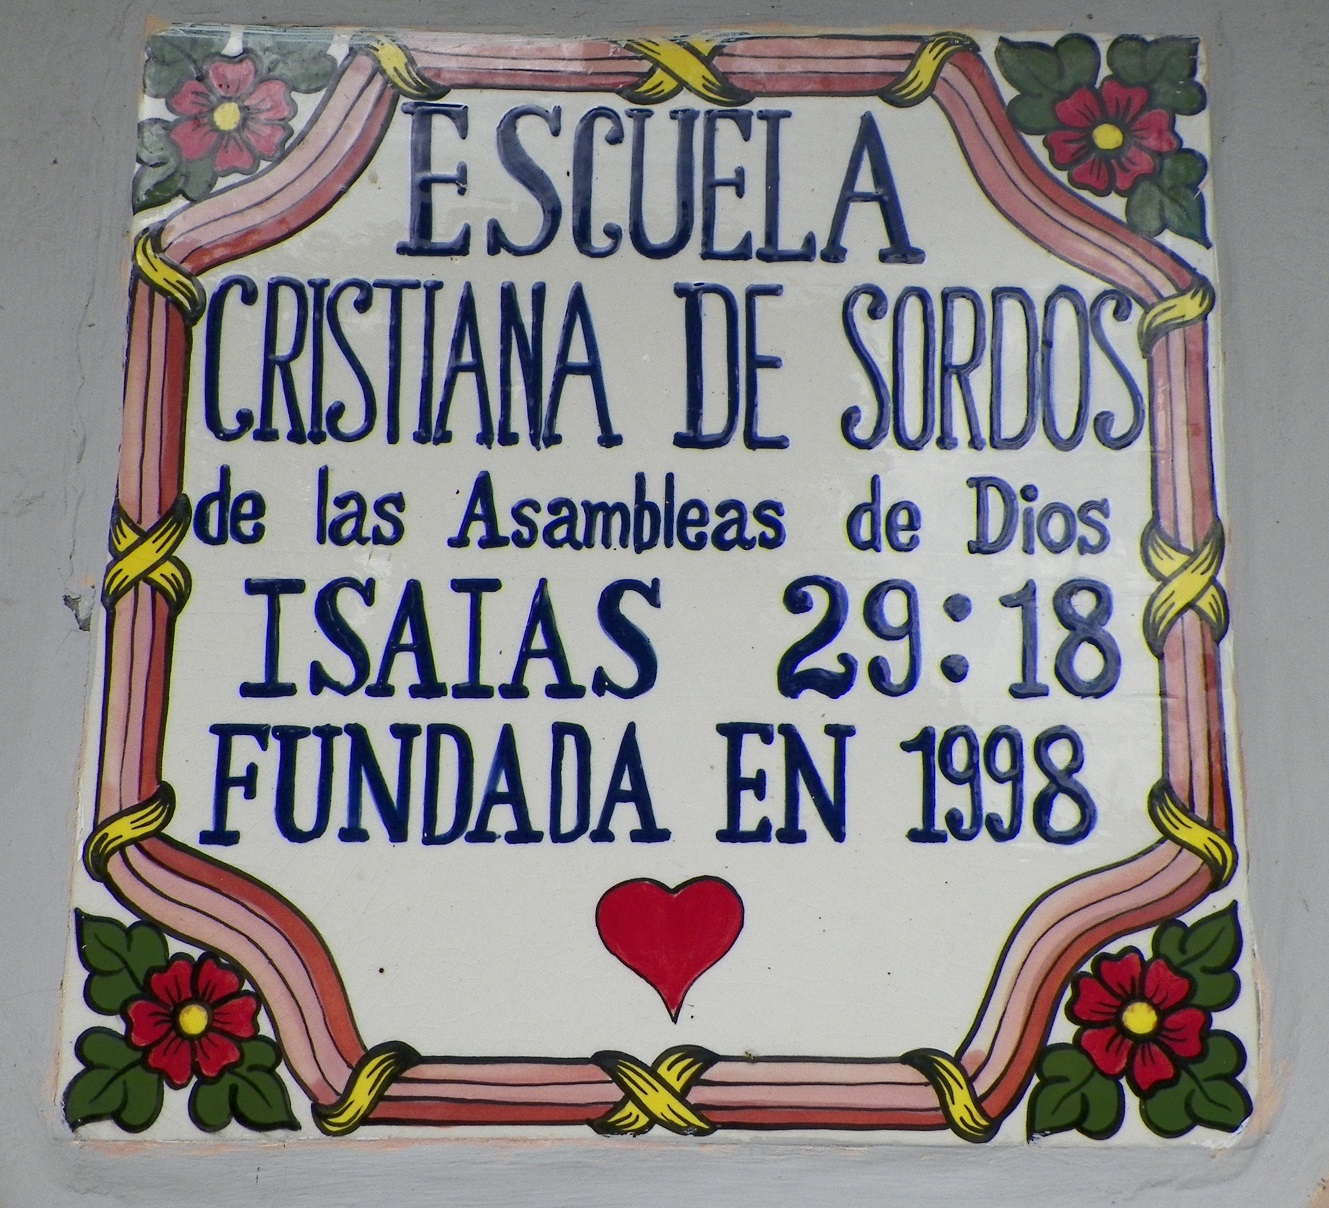 ESCUELA
CRISTIANA DE SORDOS
de las Asambleas de Dios
ISAIAS 29:18
FUNDADA EN 1998